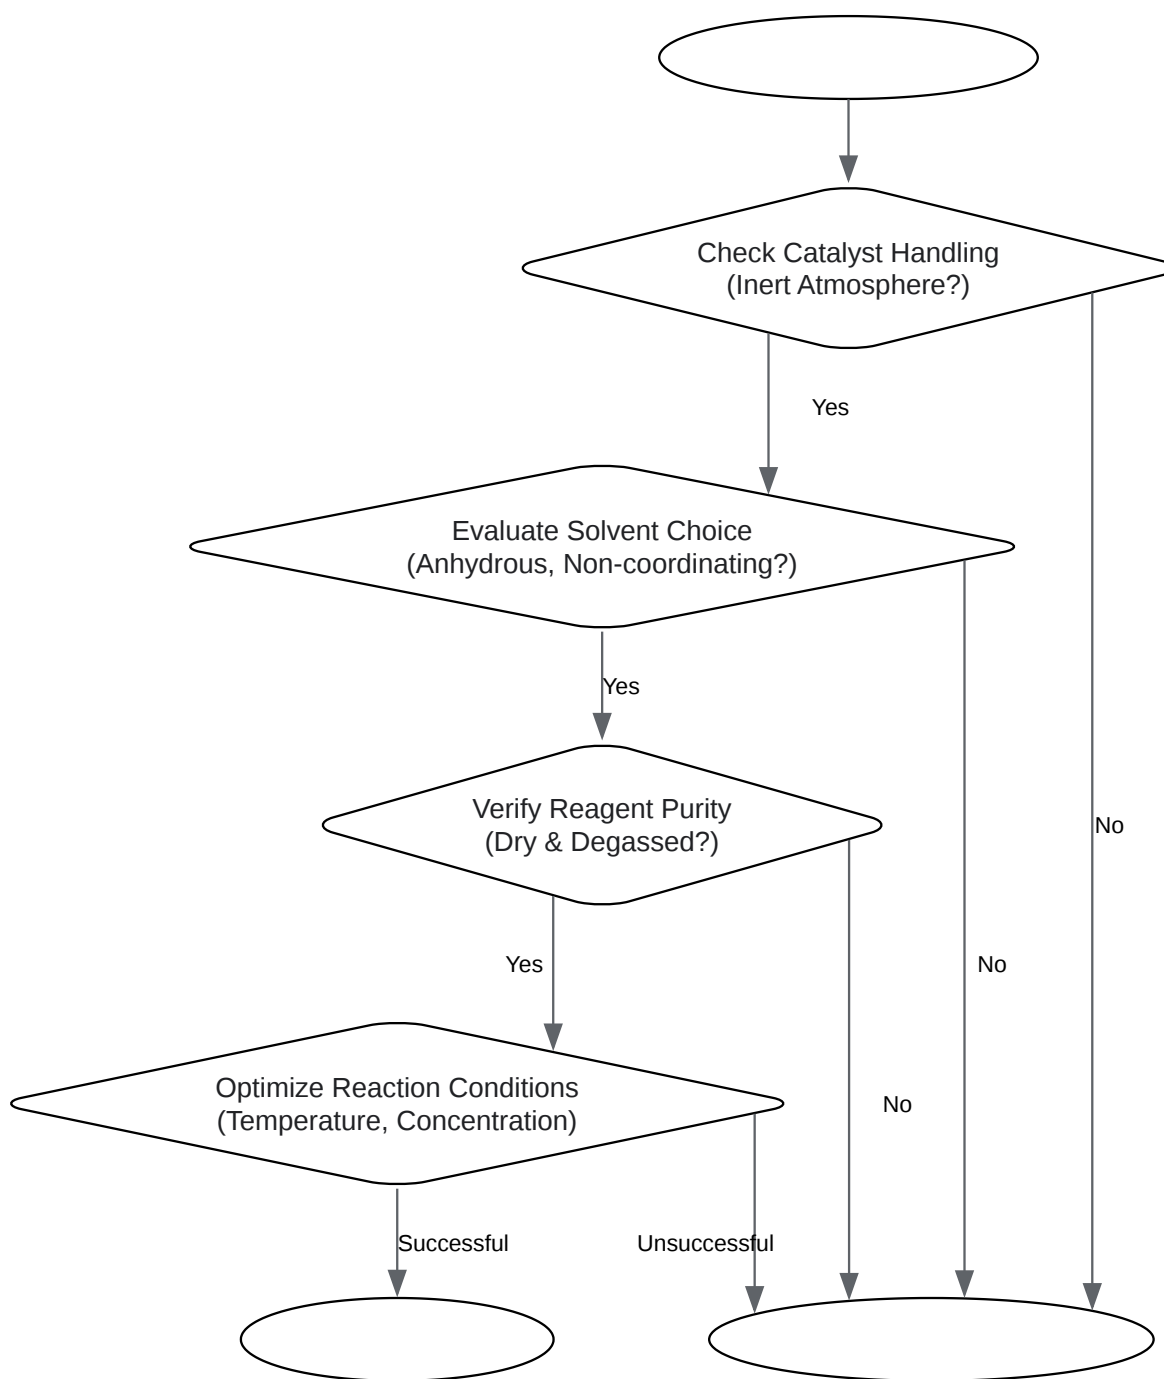 Check Catalyst Handling
(Inert Atmosphere?)
Yes
Evaluate Solvent Choice
(Anhydrous, Non-coordinating?)
Yes
Verify Reagent Purity
(Dry & Degassed?)
No
Yes
No
Optimize Reaction Conditions
(Temperature, Concentration)
No
Successful
Unsuccessful